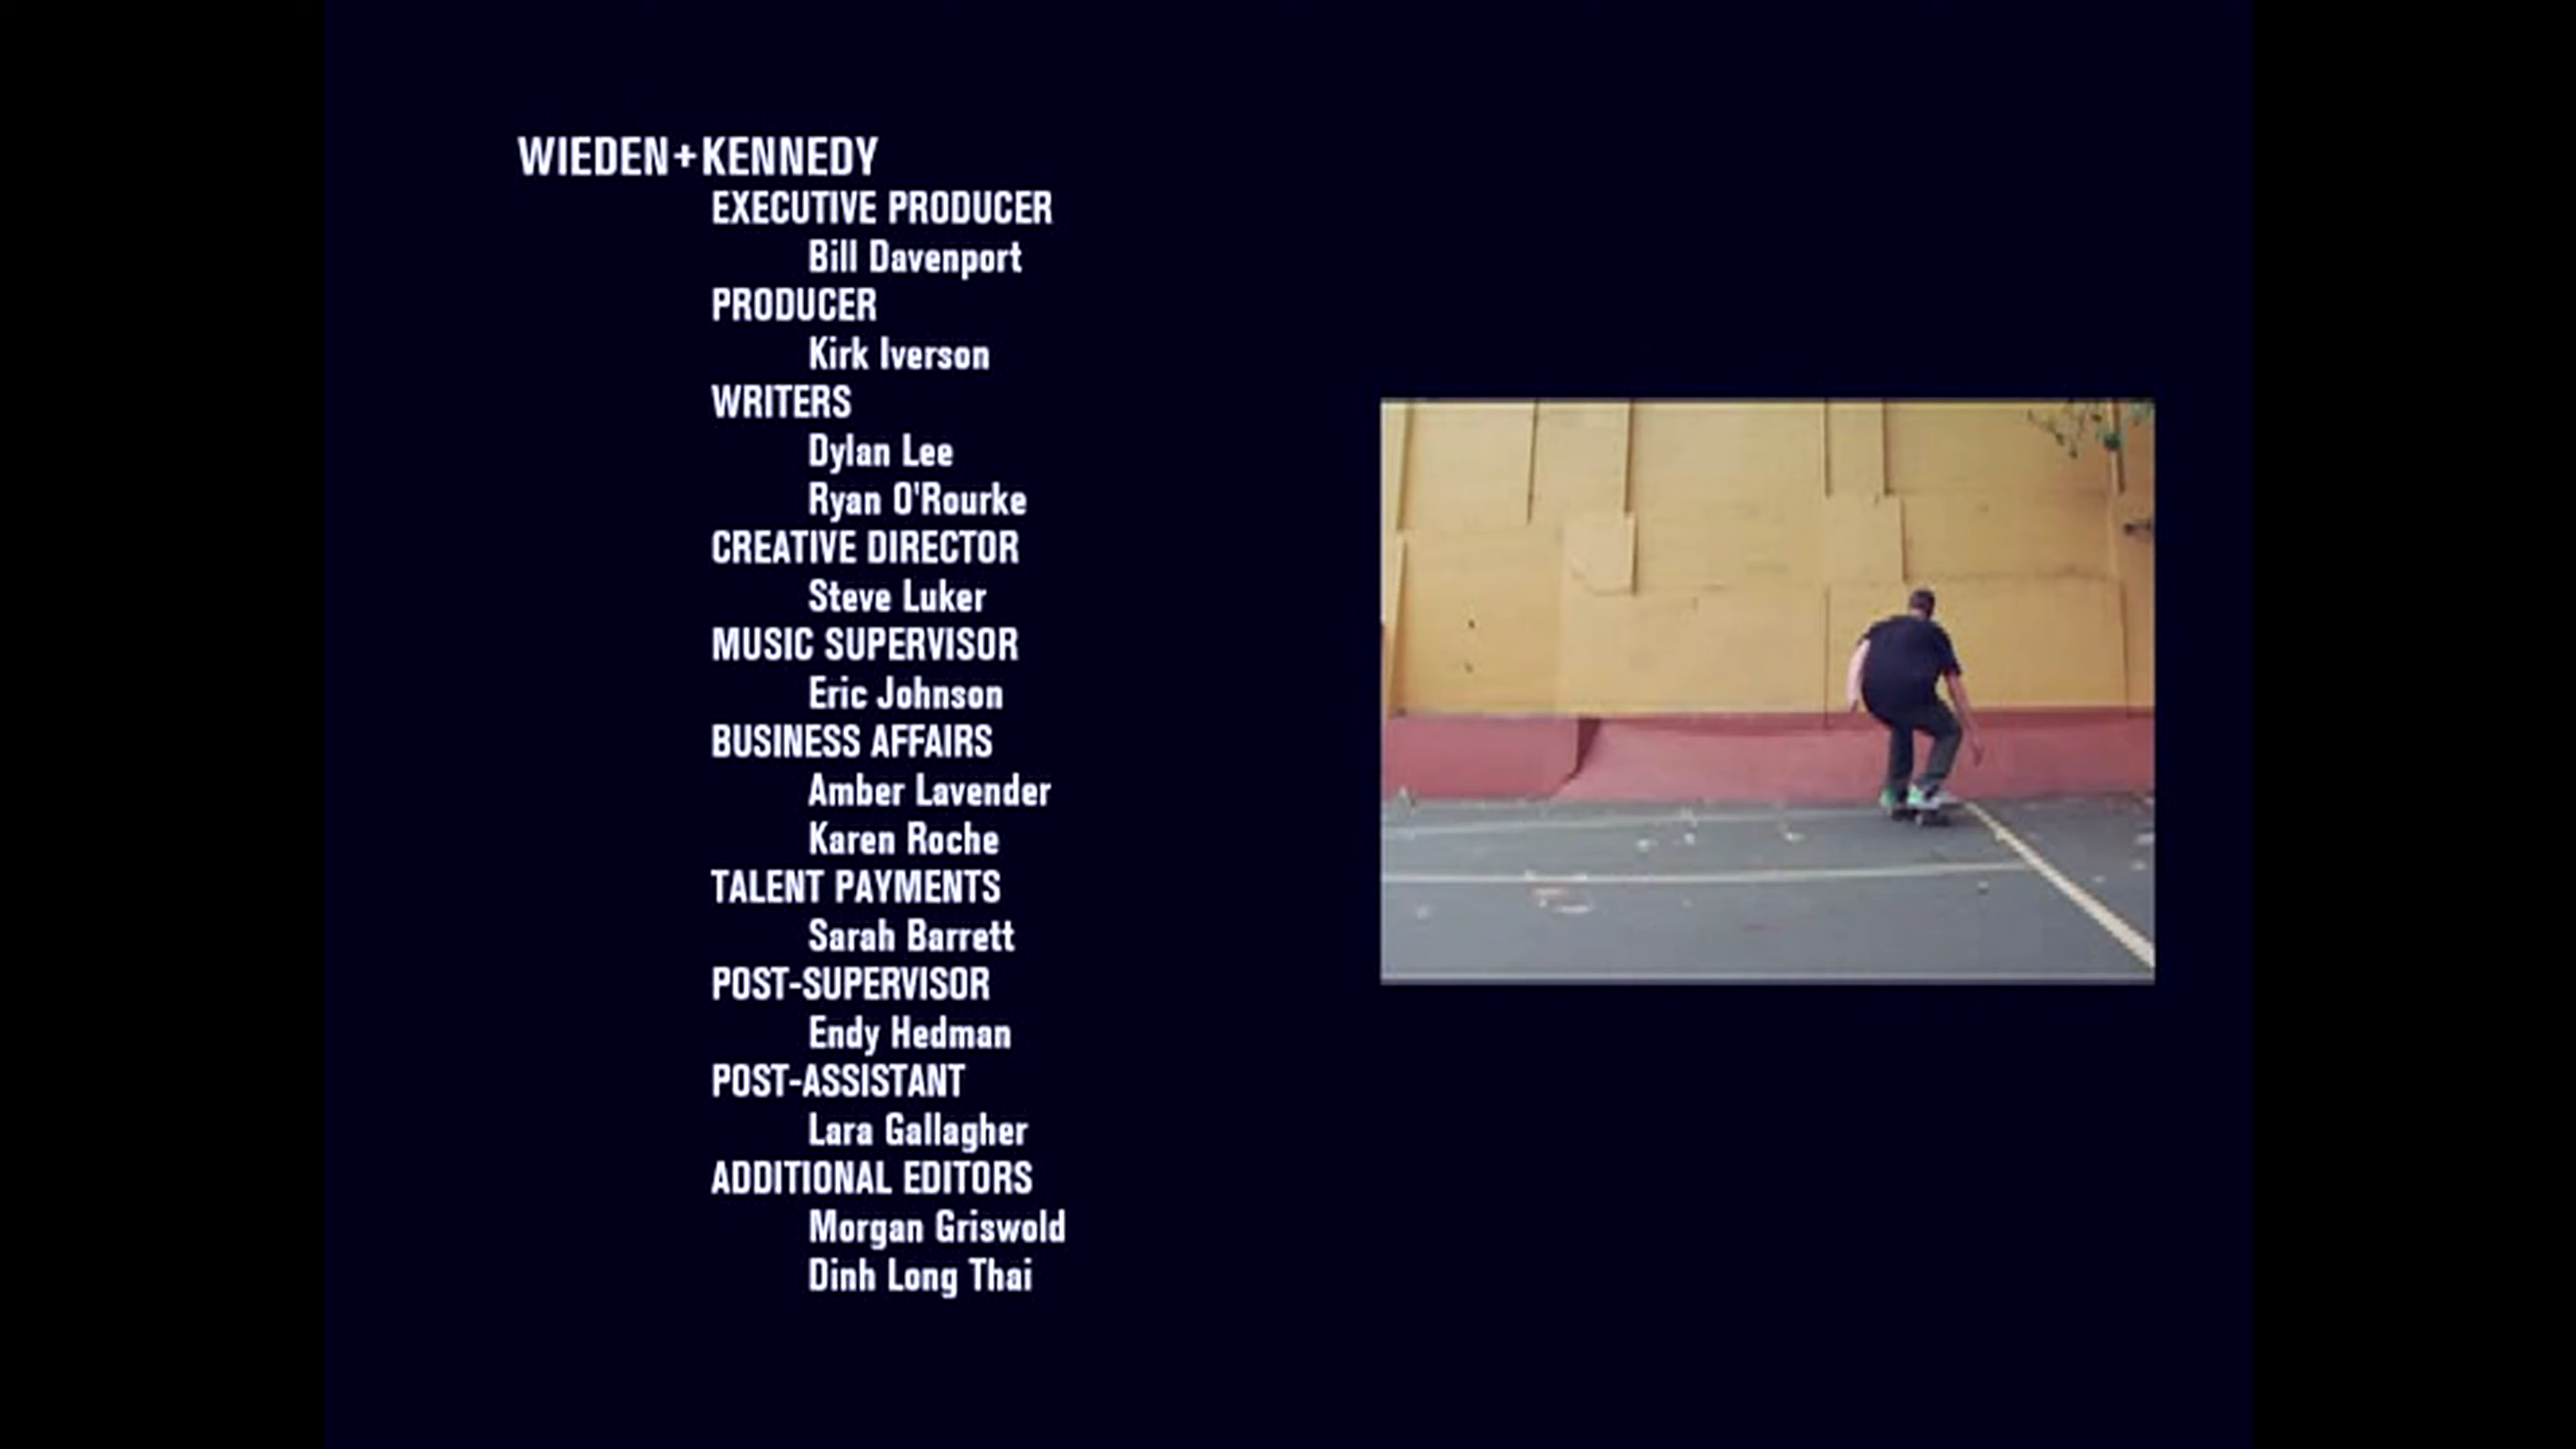 WIEDEN+KENNEDY
EXECUTIVE PRODUCER
Bill Davenport
PRODUCER
Kirk Iverson
WRITERS
Dylan Lee
Ryan O'Rourke
CREATIVE DIRECTOR
Steve Luker
MUSIC SUPERVISOR
Eric Johnson
BUSINESS AFFAIRS
Amber Lavender
Karen Roche
TALENT PAYMENTS
Sarah Barrett
POST-SUPERVISOR
Endy Hedman
POST-ASSISTANT
Lara Gallagher
ADDITIONAL EDITORS
Morgan Griswold
Dinh Long Thai